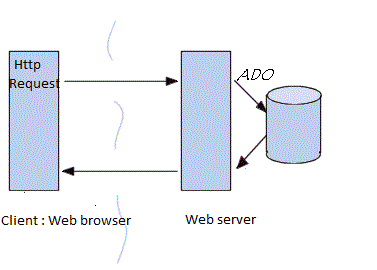 Http
Request
ADO
Client : Web browser
Web server